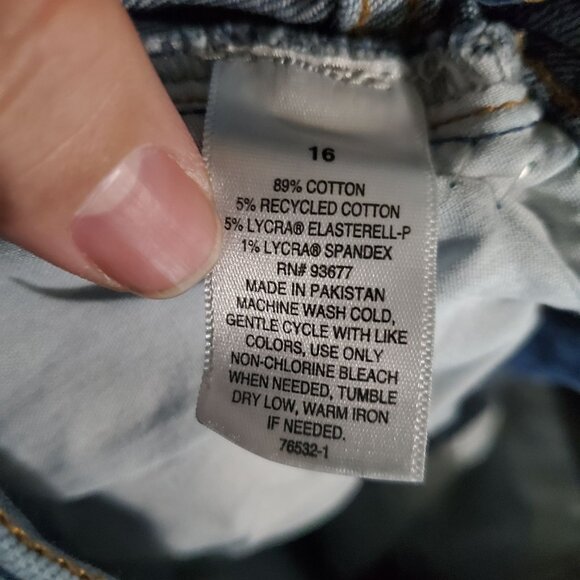 16
89% COTTON
5% RECYCLED COTTON
5% LYCRA® ELASTERELL-P
1% LYCRA® SPANDEX
RN# 93677
MADE IN PAKISTAN
MACHINE WASH COLD,
GENTLE CYCLE WITH LIKE
COLORS, USE ONLY
NON-CHLORINE BLEACH
WHEN NEEDED, TUMBLE
DRY LOW, WARM IRON
IF NEEDED.
76532-1